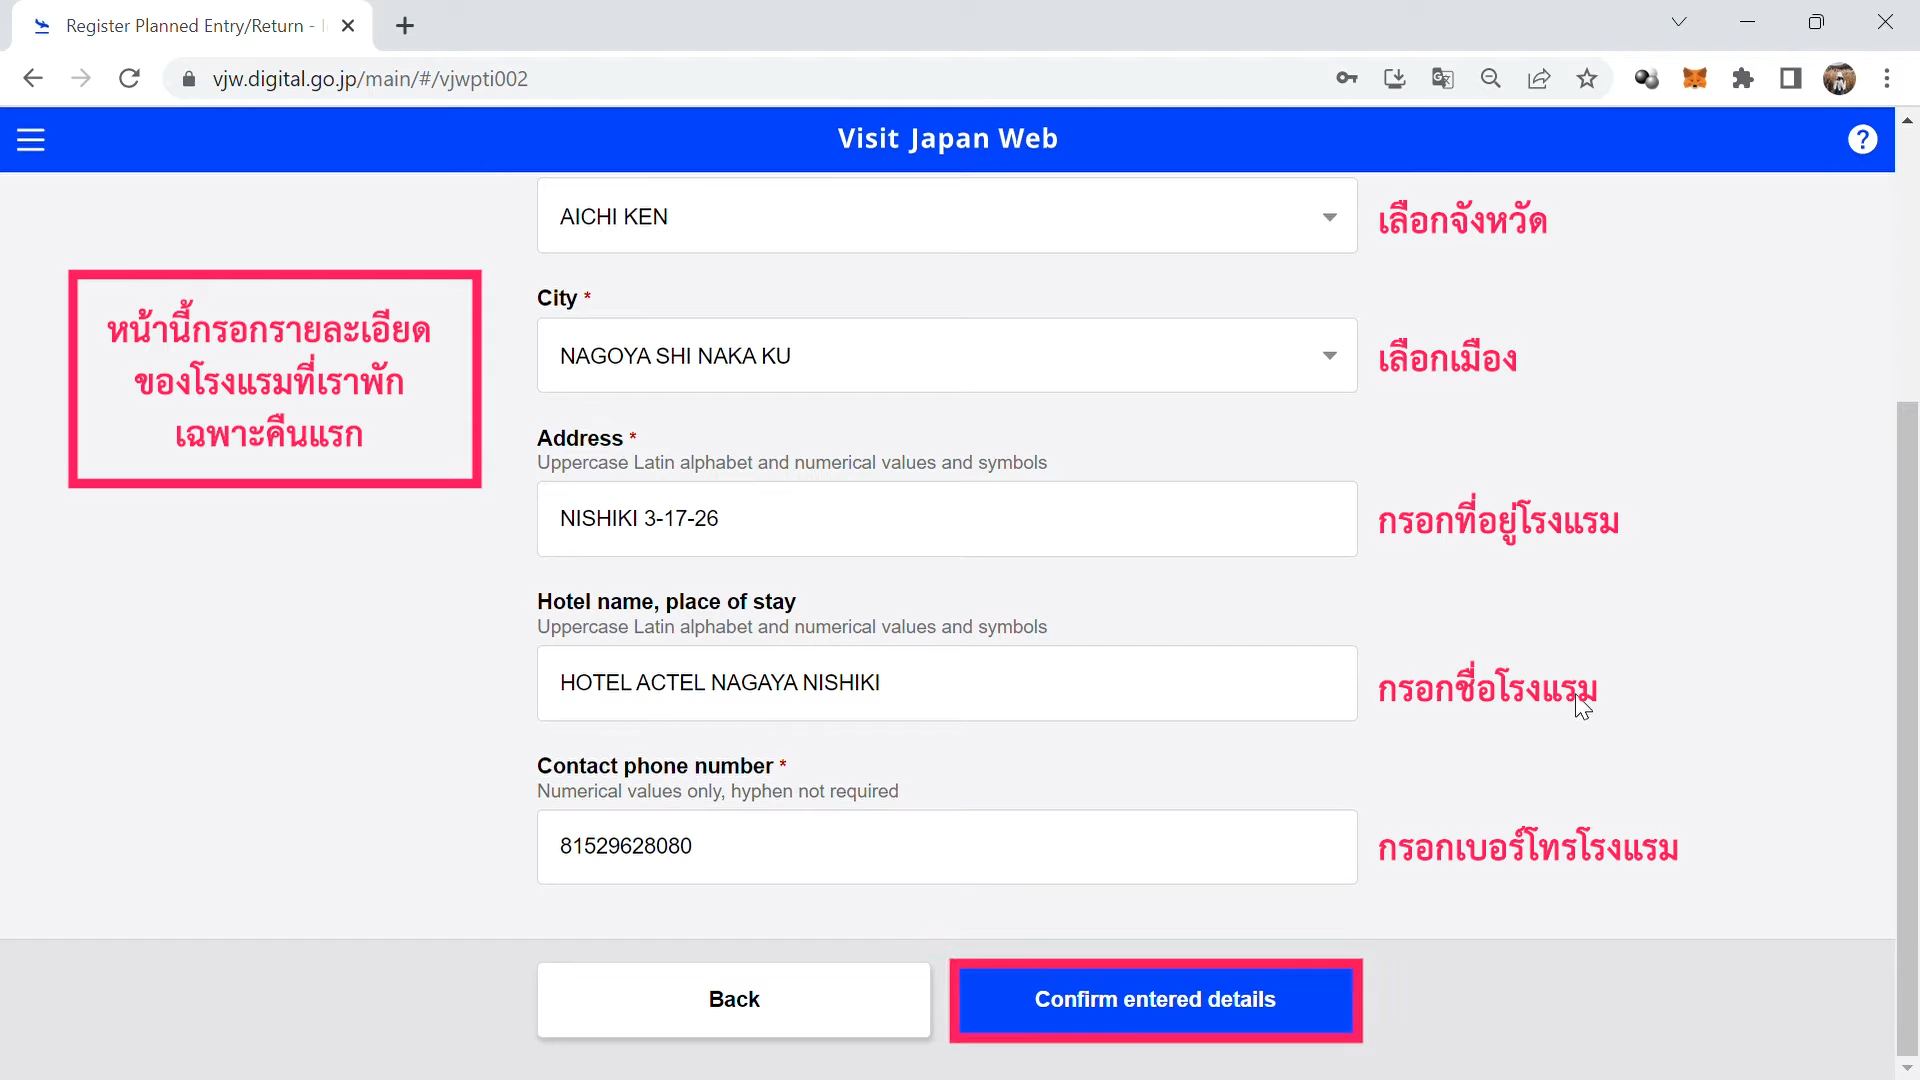 Register Planned Entry/Return -
vjw.digital.go.jp/main/#/vjwpti002
Visit Japan Web
?
AICHI KEN
เลือกจังหวัด
หน้านี้กรอกรายละเอียด
ของโรงแรมที่เราพัก
เฉพาะคืนแรก
City *
NAGOYA SHI NAKA KU
เลือกเมือง
Address *
Uppercase Latin alphabet and numerical values and symbols
NISHIKI 3-17-26
กรอกที่อยู่โรงแรม
Hotel name, place of stay
Uppercase Latin alphabet and numerical values and symbols
HOTEL ACTEL NAGAYA NISHIKI
กรอกชื่อโรงแรม
Contact phone number *
Numerical values only, hyphen not required
81529628080
กรอกเบอร์โทรโรงแรม
Back
Confirm entered details